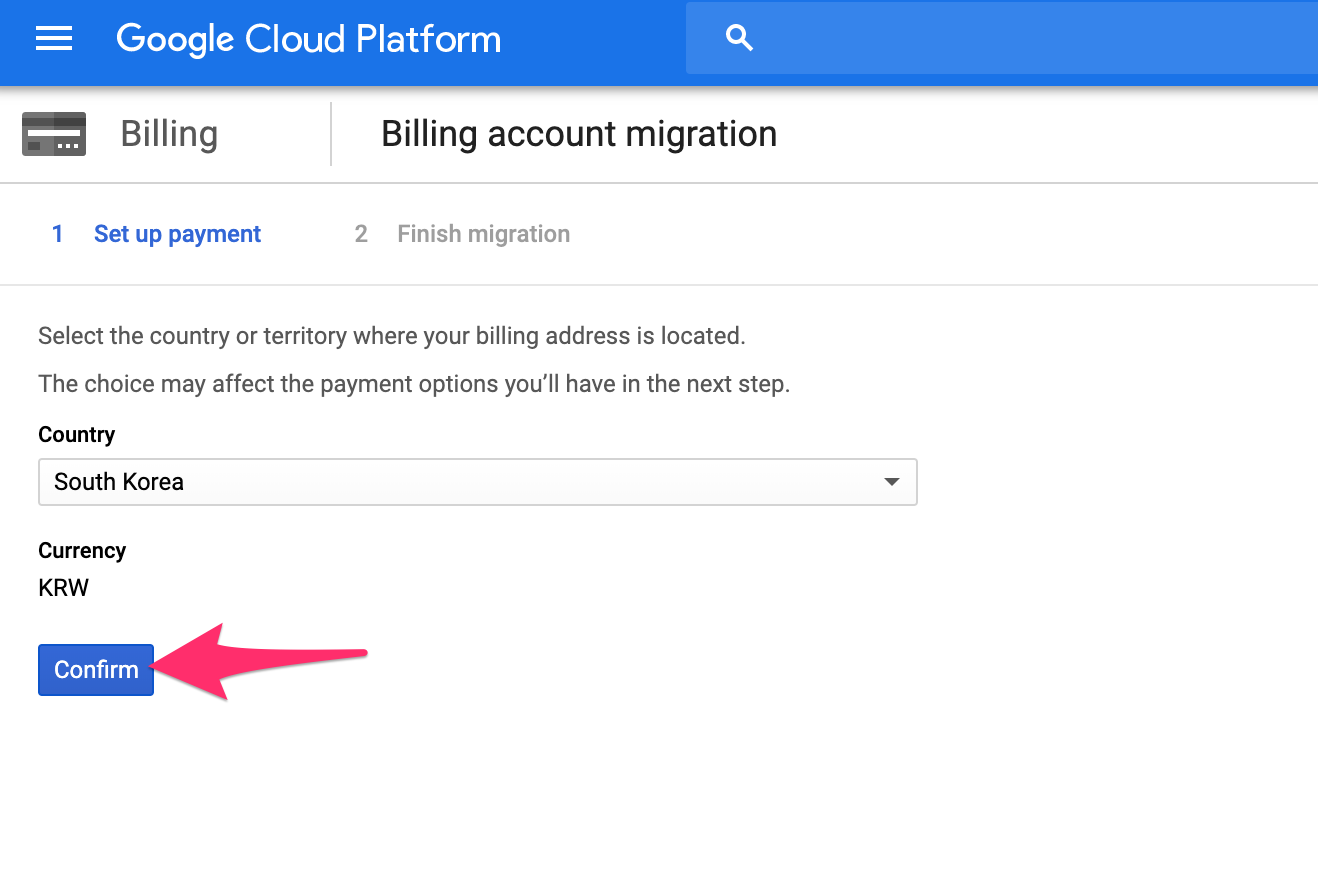 Google Cloud Platform
Billing
Billing account migration
1 Set up payment 2 Finish migration
Select the country or territory where your billing address is located.
The choice may affect the payment options you’ll have in the next step.
Country
South Korea
Currency
KRW
Confirm